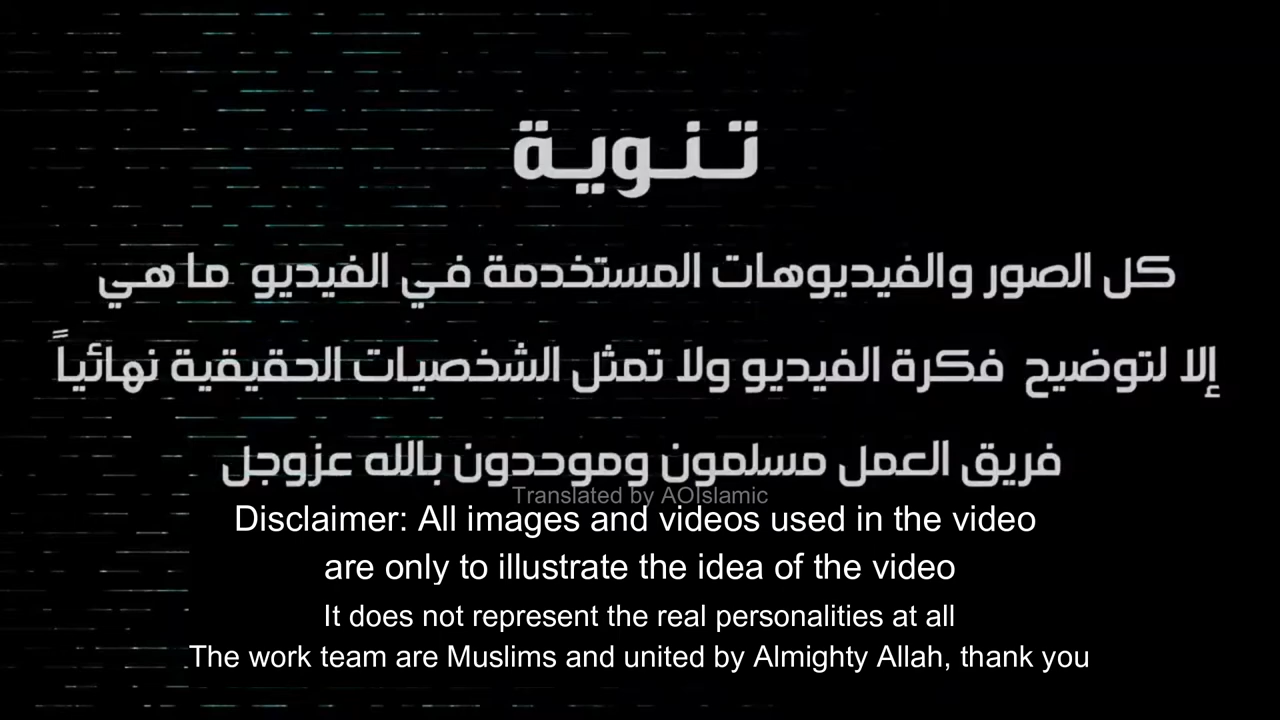 تنوية
كل الصور والفيديوهات المستخدمة في الفيديو ما هي
إلا لتوضيح فكرة الفيديو ولا تمثل الشخصيات الحقيقية نهائياً
فريق العمل مسلمون وموحدون بالله عزوجل
Translated by AOIslamic
Disclaimer: All images and videos used in the video
are only to illustrate the idea of the video
It does not represent the real personalities at all
The work team are Muslims and united by Almighty Allah, thank you